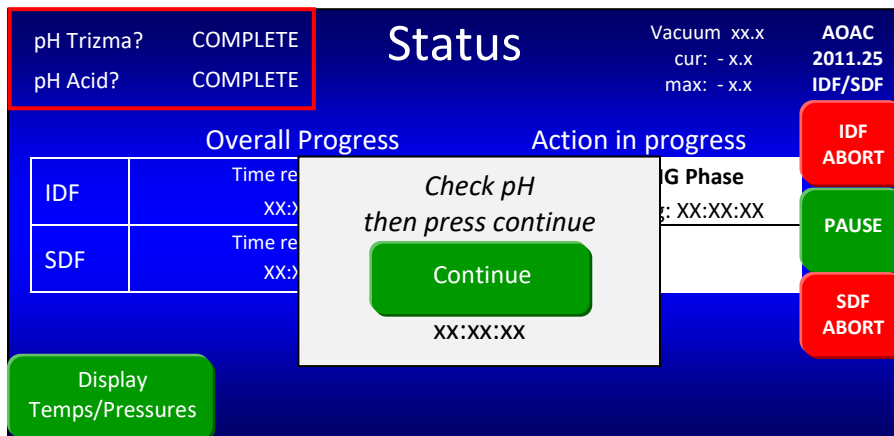 pH Trizma? COMPLETE
pH Acid? COMPLETE
Status
Vacuum xx.x
cur: - x.x
max: - x.x
AOAC
2011.25
IDF/SDF
Overall Progress
Action in progress
IDF
ABORT
IDF
Time re
XX:X
G Phase
g: XX:XX:XX
Check pH
then press continue
Continue
xx:xx:xx
PAUSE
SDF
Time re
XX:X
SDF
ABORT
Display
Temps/Pressures